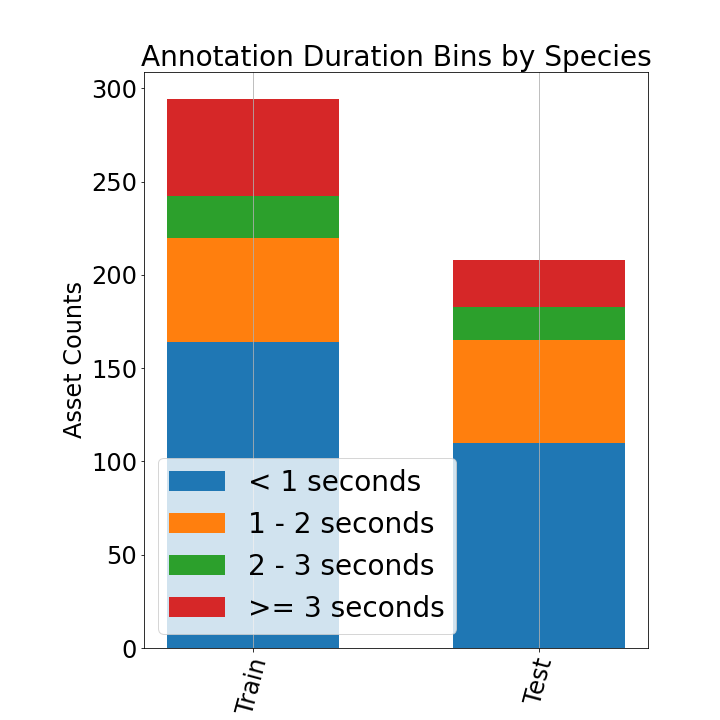 Annotation Duration Bins by Species
300
250
200
150
100
50
0
Asset Counts
< 1 seconds
1 - 2 seconds
2 - 3 seconds
>= 3 seconds
Train
Test